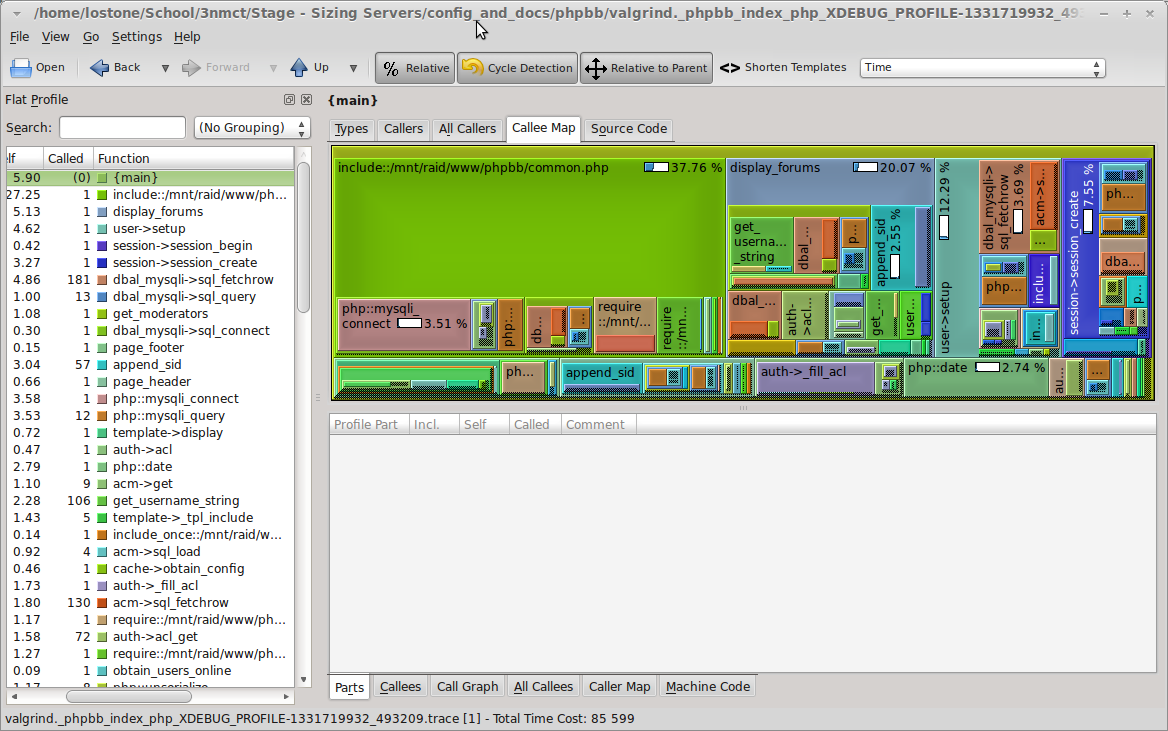 /home/lostone/School/3nmct/Stage - Sizing Servers/config_and_docs/phpbb/valgrind._phpbb_index_php_XDEBUG_PROFILE-1331719932_493
File View Go Settings Help
Open Back Forward Up % Relative Cycle Detection Relative to Parent <> Shorten Templates Time
Flat Profile
Search: (No Grouping)
lf Called Function
5.90 (0) {main}
27.25 1 include::/mnt/raid/www/ph...
5.13 1 display_forums
4.62 1 user->setup
0.42 1 session->session_begin
3.27 1 session->session_create
4.86 181 dbal_mysqli->sql_fetchrow
1.00 13 dbal_mysqli->sql_query
1.08 1 get_moderators
0.30 1 dbal_mysqli->sql_connect
0.15 1 page_footer
3.04 57 append_sid
0.66 1 page_header
3.58 1 php::mysqli_connect
3.53 12 php::mysqli_query
0.72 1 template->display
0.47 1 auth->acl
2.79 1 php::date
1.10 9 acm->get
2.28 106 get_username_string
1.43 5 template->_tpl_include
0.14 1 include_once::/mnt/raid/w...
0.92 4 acm->sql_load
0.46 1 cache->obtain_config
1.73 1 auth->_fill_acl
1.80 130 acm->sql_fetchrow
1.17 1 require::/mnt/raid/www/ph...
1.58 72 auth->acl_get
1.27 1 require::/mnt/raid/www/ph...
0.09 1 obtain_users_online
1.17 8 php::unserialize
{main}
Types Callers All Callers Callee Map Source Code
include::/mnt/raid/www/phpbb/common.php 37.76 %
php::mysqli_
connect 3.51 %
php:...
db...
require
::/mnt/...
require
::/mn...
display_forums 20.07 %
get_
userna...
_string
dbal_...
p...
append_sid
2.55 %
dbal_...
auth-
>acl...
get_...
user...
user->setup 12.29 %
dbal_mysqli->
sql_fetchrow 3.69 %
acm->s...
php...
inclu...
in...
session->session_create 7.55 %
ph...
dba...
p...
ph...
append_sid
auth->_fill_acl
php::date 2.74 %
au...
...
Profile Part Incl. Self Called Comment
Parts Callees Call Graph All Callees Caller Map Machine Code
valgrind._phpbb_index_php_XDEBUG_PROFILE-1331719932_493209.trace [1] - Total Time Cost: 85 599